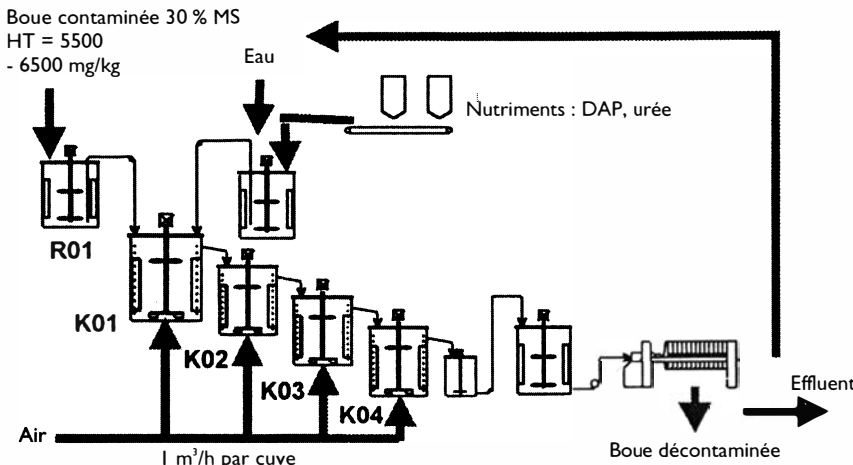 Boue contaminée 30 % MS
HT = 5500
- 6500 mg/kg
Eau
Nutriments : DAP, urée
R01
K01
K02
K03
K04
Air
1 m³/h par cuve
Effluent
Boue décontaminée